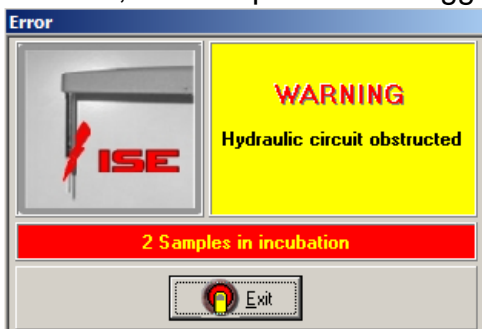 Error
ISE
WARNING
Hydraulic circuit obstructed
2 Samples in incubation
Exit